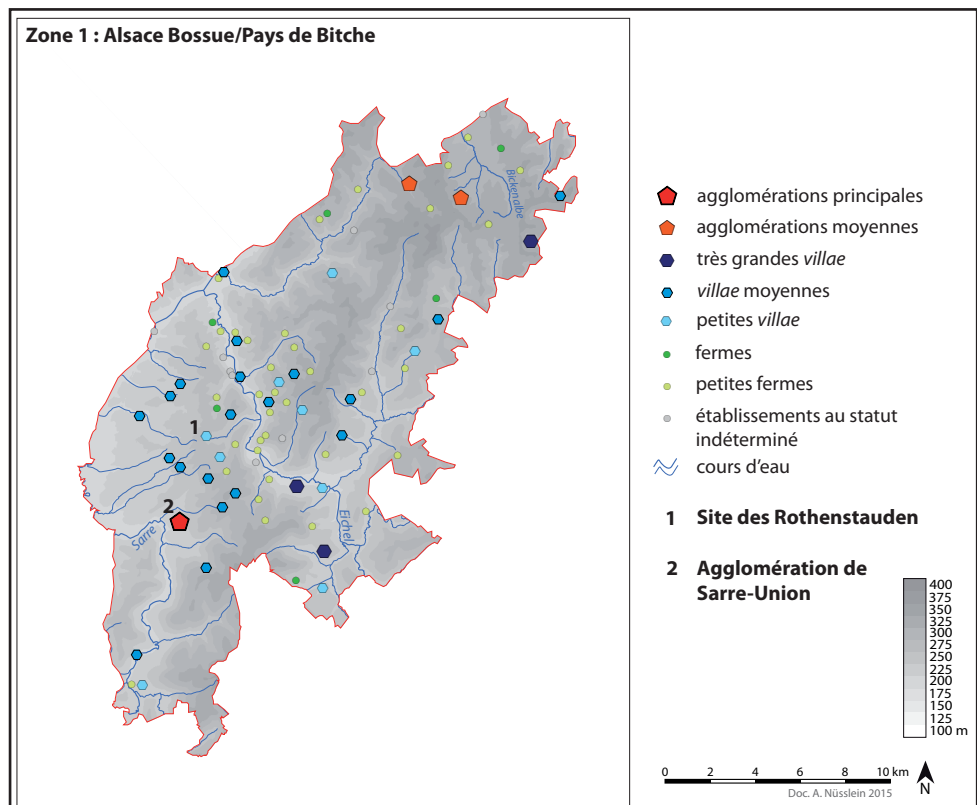 Zone 1 : Alsace Bossue/Pays de Bitche
Bickenalbe
1
2
Sarre
Eichel
agglomérations principales
agglomérations moyennes
très grandes villae
villae moyennes
petites villae
fermes
petites fermes
établissements au statut
indéterminé
cours d'eau
1 Site des Rothenstauden
2 Agglomération de
Sarre-Union
400
375
350
325
300
275
250
225
200
175
150
125
100 m
0 2 4 6 8 10 km
N
Doc. A. Nüsslein 2015